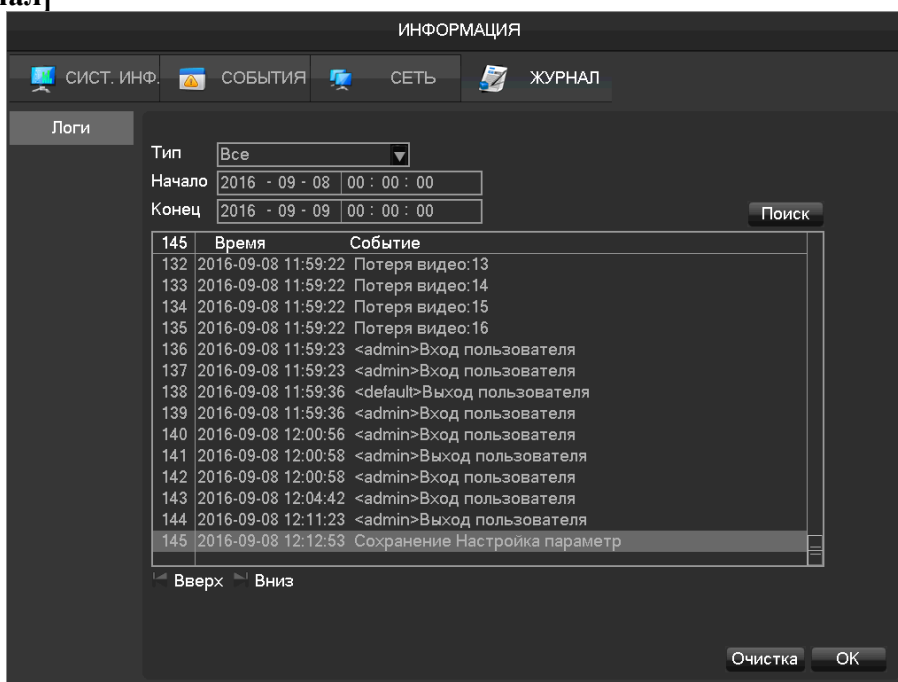 нал]
ИНФОРМАЦИЯ
СИСТ. ИНФ. СОБЫТИЯ СЕТЬ ЖУРНАЛ
Логи
Тип Все
Начало 2016 - 09 - 08 00 : 00 : 00
Конец 2016 - 09 - 09 00 : 00 : 00
Поиск
145 Время Событие
132 2016-09-08 11:59:22 Потеря видео:13
133 2016-09-08 11:59:22 Потеря видео:14
134 2016-09-08 11:59:22 Потеря видео:15
135 2016-09-08 11:59:22 Потеря видео:16
136 2016-09-08 11:59:23 <admin>Вход пользователя
137 2016-09-08 11:59:23 <admin>Вход пользователя
138 2016-09-08 11:59:36 <default>Выход пользователя
139 2016-09-08 11:59:36 <admin>Вход пользователя
140 2016-09-08 12:00:56 <admin>Вход пользователя
141 2016-09-08 12:00:58 <admin>Выход пользователя
142 2016-09-08 12:00:58 <admin>Вход пользователя
143 2016-09-08 12:04:42 <admin>Вход пользователя
144 2016-09-08 12:11:23 <admin>Выход пользователя
145 2016-09-08 12:12:53 Сохранение Настройка параметр
Вверх Вниз
Очистка OK